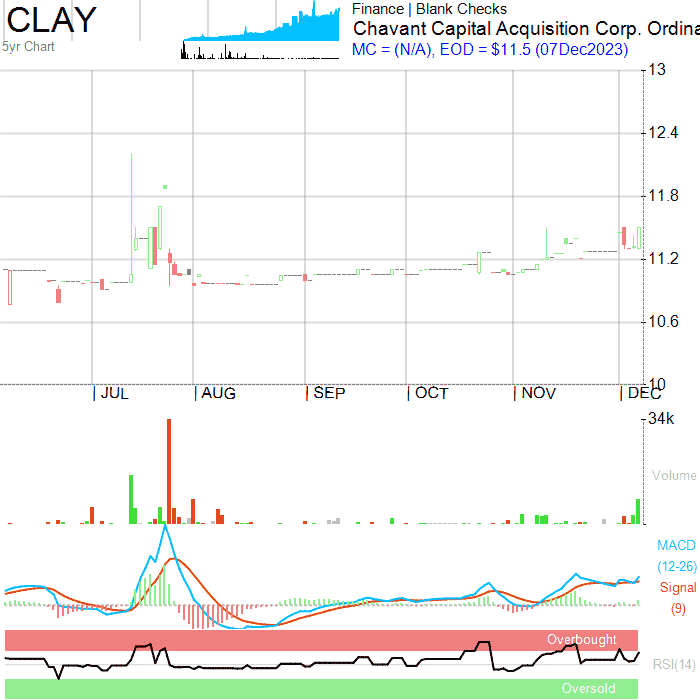 CLAY
5yr Chart
Finance | Blank Checks
Chavant Capital Acquisition Corp. Ordina
MC = (N/A), EOD = $11.5 (07Dec2023)
13
12.4
11.8
11.2
10.6
10
JUL AUG SEP OCT NOV DEC
34k
Volume
MACD
(12-26)
Signal
(9)
Overbought
RSI(14)
Oversold